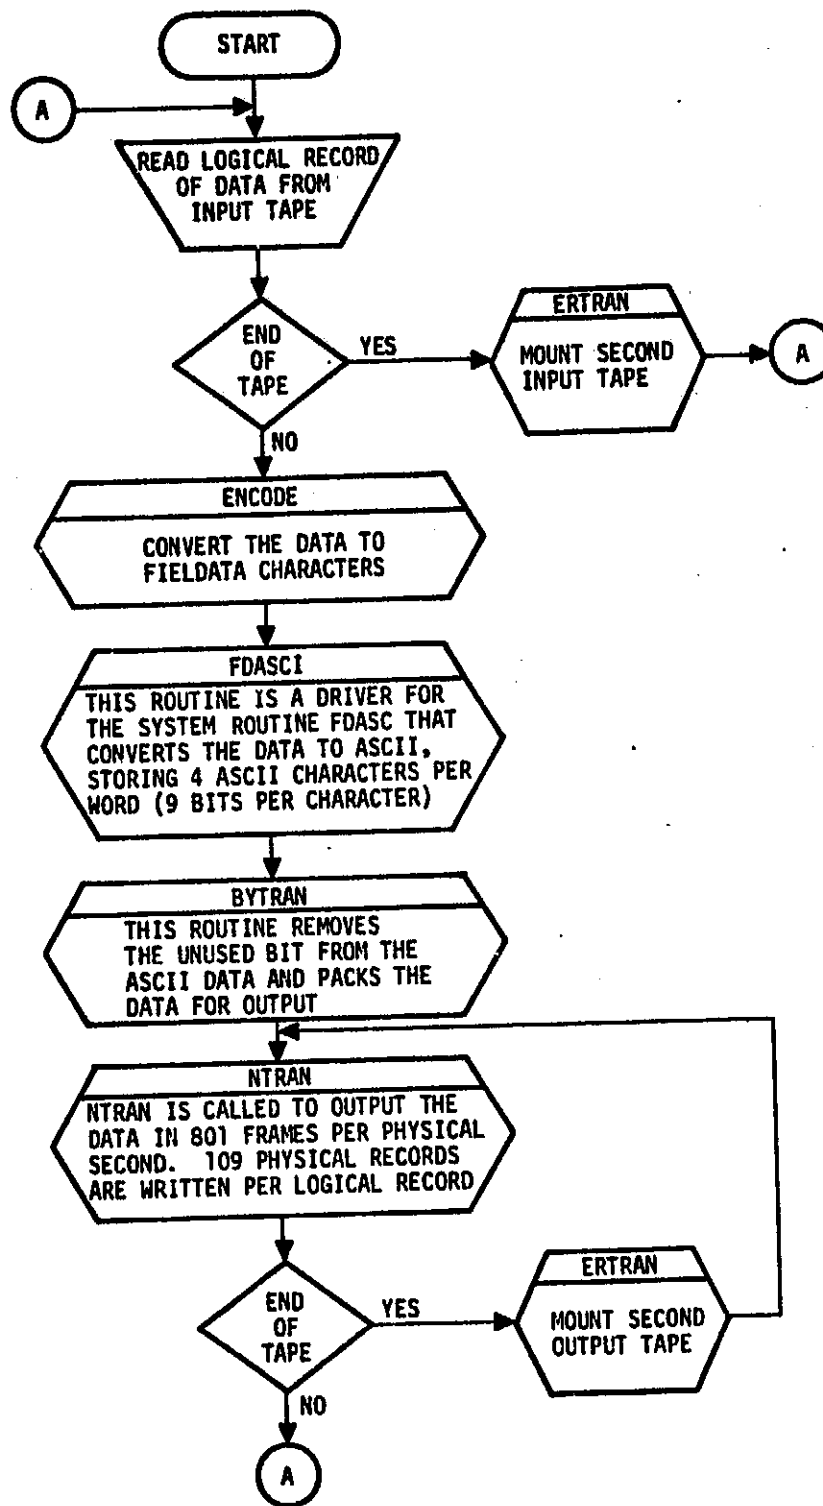 START
A
READ LOGICAL RECORD
OF DATA FROM
INPUT TAPE
END
OF
TAPE
YES
ERTRAN
MOUNT SECOND
INPUT TAPE
A
NO
ENCODE
CONVERT THE DATA TO
FIELDATA CHARACTERS
FDASCI
THIS ROUTINE IS A DRIVER FOR
THE SYSTEM ROUTINE FDASC THAT
CONVERTS THE DATA TO ASCII,
STORING 4 ASCII CHARACTERS PER
WORD (9 BITS PER CHARACTER)
BYTRAN
THIS ROUTINE REMOVES
THE UNUSED BIT FROM THE
ASCII DATA AND PACKS THE
DATA FOR OUTPUT
NTRAN
NTRAN IS CALLED TO OUTPUT THE
DATA IN 801 FRAMES PER PHYSICAL
SECOND. 109 PHYSICAL RECORDS
ARE WRITTEN PER LOGICAL RECORD
END
OF
TAPE
YES
ERTRAN
MOUNT SECOND
OUTPUT TAPE
NO
A